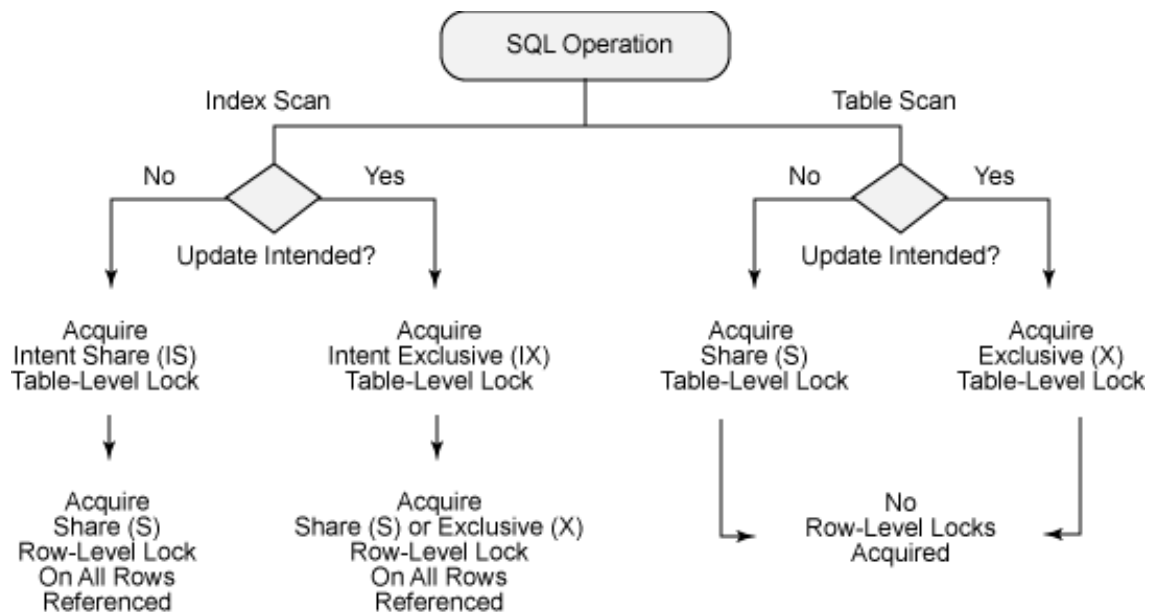 SQL Operation
Index Scan
Table Scan
No
Yes
No
Yes
Update Intended?
Update Intended?
Acquire
Intent Share (IS)
Table-Level Lock
Acquire
Intent Exclusive (IX)
Table-Level Lock
Acquire
Share (S)
Table-Level Lock
Acquire
Exclusive (X)
Table-Level Lock
Acquire
Share (S)
Row-Level Lock
On All Rows
Referenced
Acquire
Share (S) or Exclusive (X)
Row-Level Lock
On All Rows
Referenced
No
Row-Level Locks
Acquired